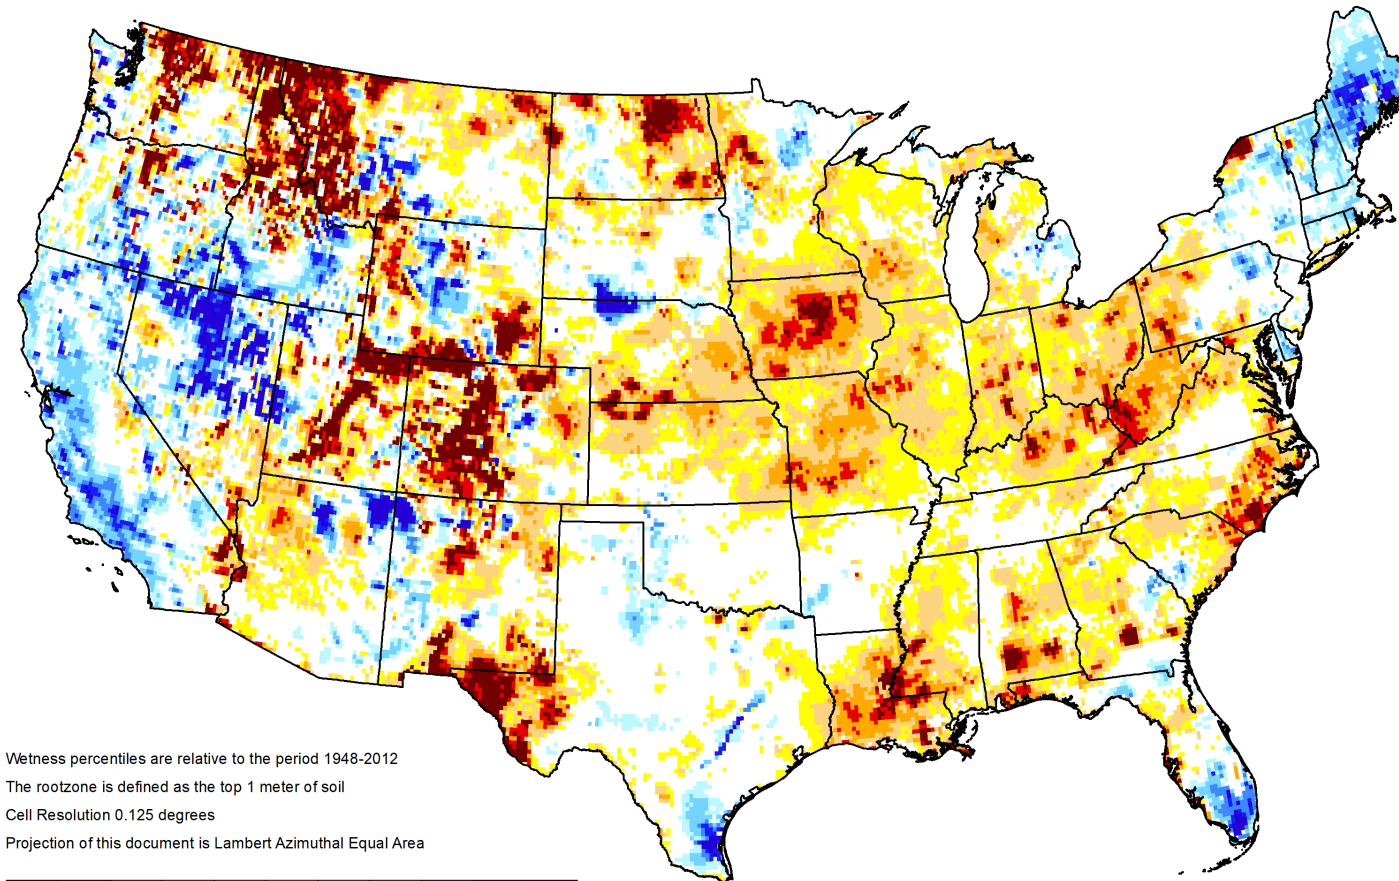 Wetness percentiles are relative to the period 1948-2012
The rootzone is defined as the top 1 meter of soil
Cell Resolution 0.125 degrees
Projection of this document is Lambert Azimuthal Equal Area